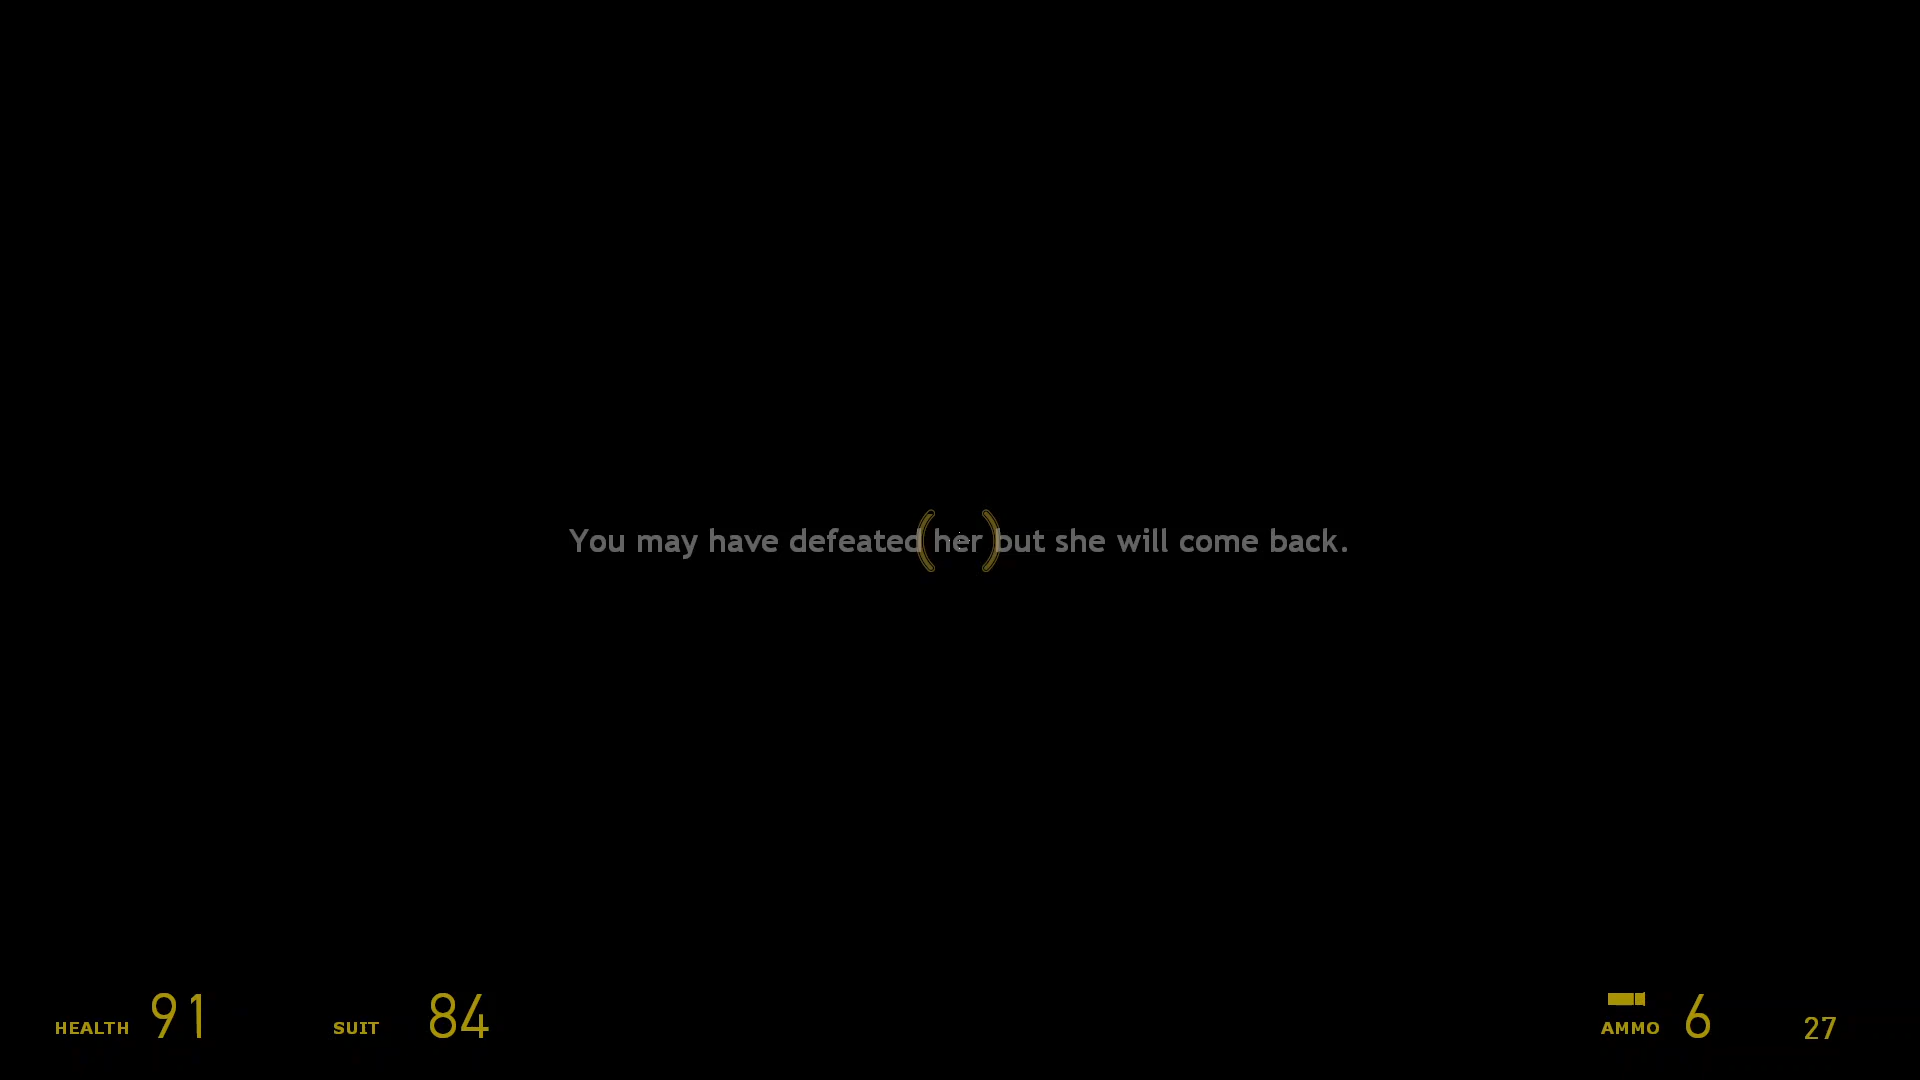 You may have defeated her but she will come back.
HEALTH 91 SUIT 84 AMMO 6 27